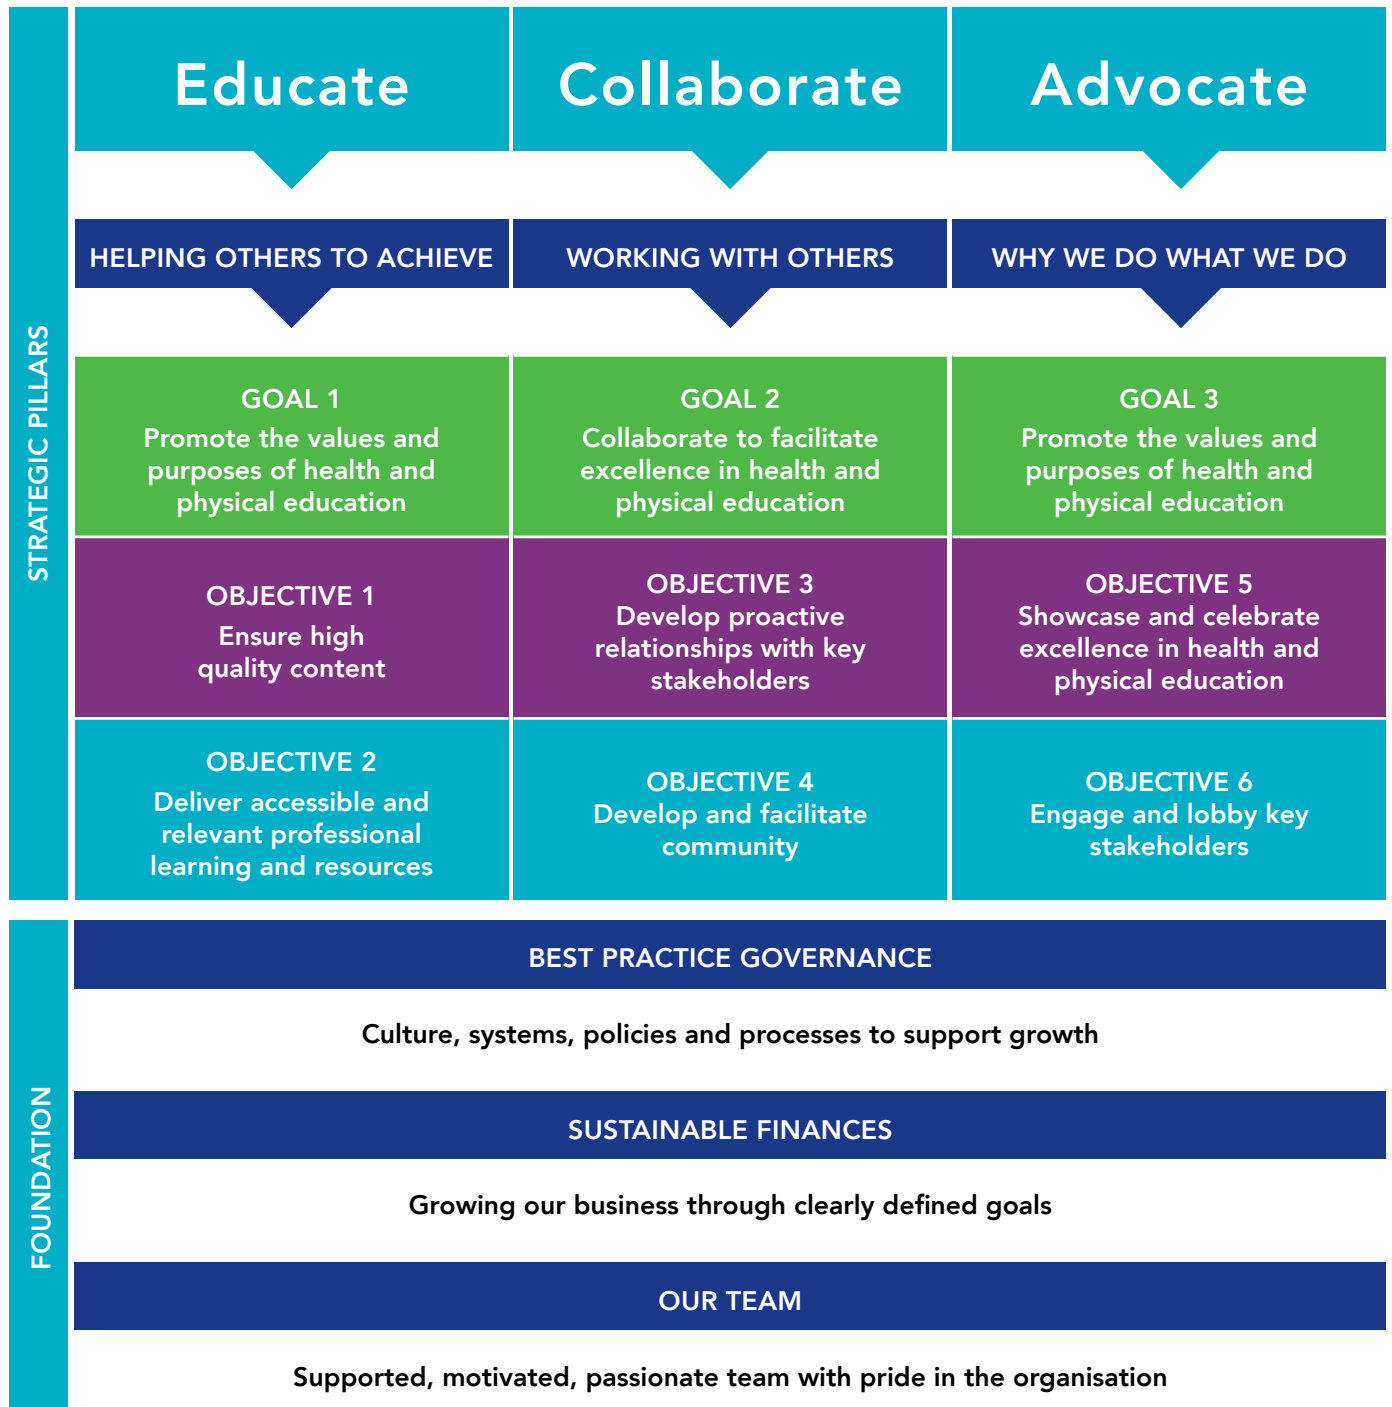 STRATEGIC PILLARS
Educate
Collaborate
Advocate
HELPING OTHERS TO ACHIEVE
WORKING WITH OTHERS
WHY WE DO WHAT WE DO
GOAL 1
Promote the values and
purposes of health and
physical education
GOAL 2
Collaborate to facilitate
excellence in health and
physical education
GOAL 3
Promote the values and
purposes of health and
physical education
OBJECTIVE 1
Ensure high
quality content
OBJECTIVE 3
Develop proactive
relationships with key
stakeholders
OBJECTIVE 5
Showcase and celebrate
excellence in health and
physical education
OBJECTIVE 2
Deliver accessible and
relevant professional
learning and resources
OBJECTIVE 4
Develop and facilitate
community
OBJECTIVE 6
Engage and lobby key
stakeholders
FOUNDATION
BEST PRACTICE GOVERNANCE
Culture, systems, policies and processes to support growth
SUSTAINABLE FINANCES
Growing our business through clearly defined goals
OUR TEAM
Supported, motivated, passionate team with pride in the organisation